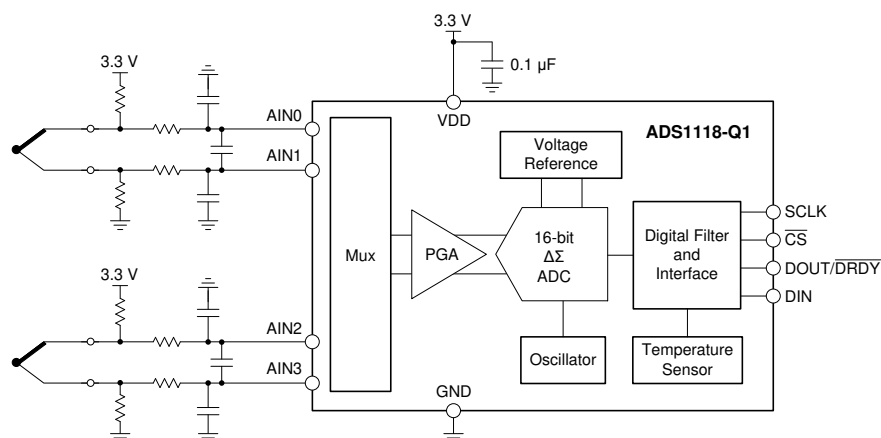 3.3 V
3.3 V
0.1 µF
AIN0
VDD
ADS1118-Q1
Voltage
Reference
AIN1
Mux
PGA
16-bit
ΔΣ
ADC
Digital Filter
and
Interface
SCLK
CS
DOUT/DRDY
DIN
3.3 V
AIN2
Oscillator
Temperature
Sensor
AIN3
GND